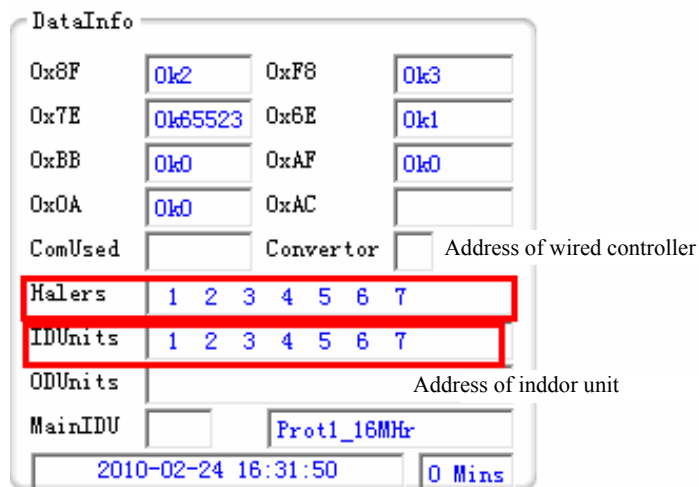 DataInfo
0x8F 0k2 0xF8 0k3
0x7E 0k65523 0x6E 0k1
0xBB 0k0 0xAF 0k0
0x0A 0k0 0xAC
ComUsed Convertor Address of wired controller
Halers 1 2 3 4 5 6 7
IDUnits 1 2 3 4 5 6 7
ODUnits Address of inddor unit
MainIDU Prot1_16MHr
2010-02-24 16:31:50 0 Mins